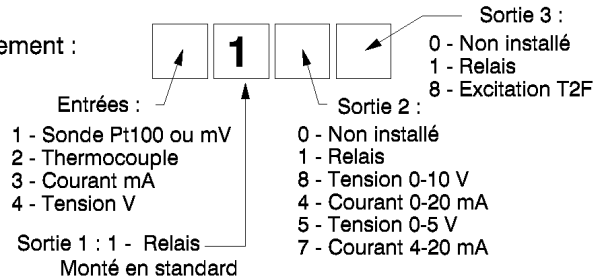 Sortie 3 :
0 - Non installé
1 - Relais
8 - Excitation T2F
ement :
1
Entrées :
1 - Sonde Pt100 ou mV
2 - Thermocouple
3 - Courant mA
4 - Tension V
Sortie 2 :
0 - Non installé
1 - Relais
8 - Tension 0-10 V
4 - Courant 0-20 mA
5 - Tension 0-5 V
7 - Courant 4-20 mA
Sortie 1 : 1 - Relais
Monté en standard